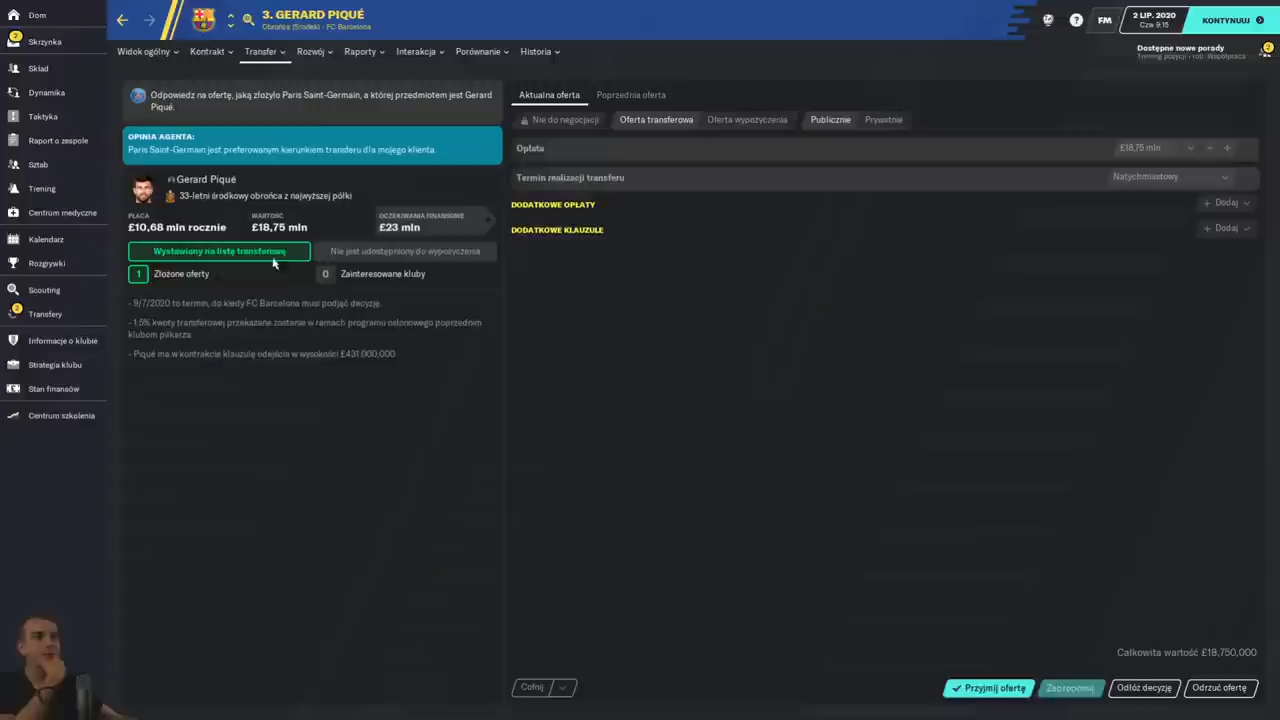 Dom
2
Skrzynka
Skład
Dynamika
Taktyka
Raport o zespole
Sztab
Trening
Centrum medyczne
Kalendarz
Rozgrywki
Scouting
2
Transfery
Informacje o klubie
Strategia klubu
Stan finansów
Centrum szkolenia
3. GERARD PIQUÉ
Obrońca (Środek) - FC Barcelona
?
FM
2 LIP. 2020
Czw 9:15
KONTYNUUJ
Widok ogólny
Kontrakt
Transfer
Rozwój
Raporty
Interakcja
Porównanie
Historia
Dostępne nowe porady
Trening pozycji i roli, Współpraca
2
Odpowiedz na ofertę, jaką złożyło Paris Saint-Germain, a której przedmiotem jest Gerard
Piqué.
OPINIA AGENTA:
Paris Saint-Germain jest preferowanym kierunkiem transferu dla mojego klienta.
Gerard Piqué
33-letni środkowy obrońca z najwyższej półki
PŁACA
£10,68 mln rocznie
WARTOŚĆ
£18,75 mln
OCZEKIWANIA FINANSOWE
£23 mln
Wystawiony na listę transferową
Nie jest udostępniony do wypożyczenia
1 Złożone oferty
0 Zainteresowane kluby
- 9/7/2020 to termin, do kiedy FC Barcelona musi podjąć decyzję.
- 1.5% kwoty transferowej przekazane zostanie w ramach programu osłonowego poprzednim
klubom piłkarza
- Piqué ma w kontrakcie klauzulę odejścia w wysokości £431,000,000
Aktualna oferta
Poprzednia oferta
Nie do negocjacji
Oferta transferowa
Oferta wypożyczenia
Publicznie
Prywatnie
Opłata
£18,75 mln
- +
Termin realizacji transferu
Natychmiastowy
DODATKOWE OPŁATY
+ Dodaj
DODATKOWE KLAUZULE
+ Dodaj
Całkowita wartość £18,750,000
Cofnij
Przyjmij ofertę
Zaproponuj
Odłóż decyzję
Odrzuć ofertę